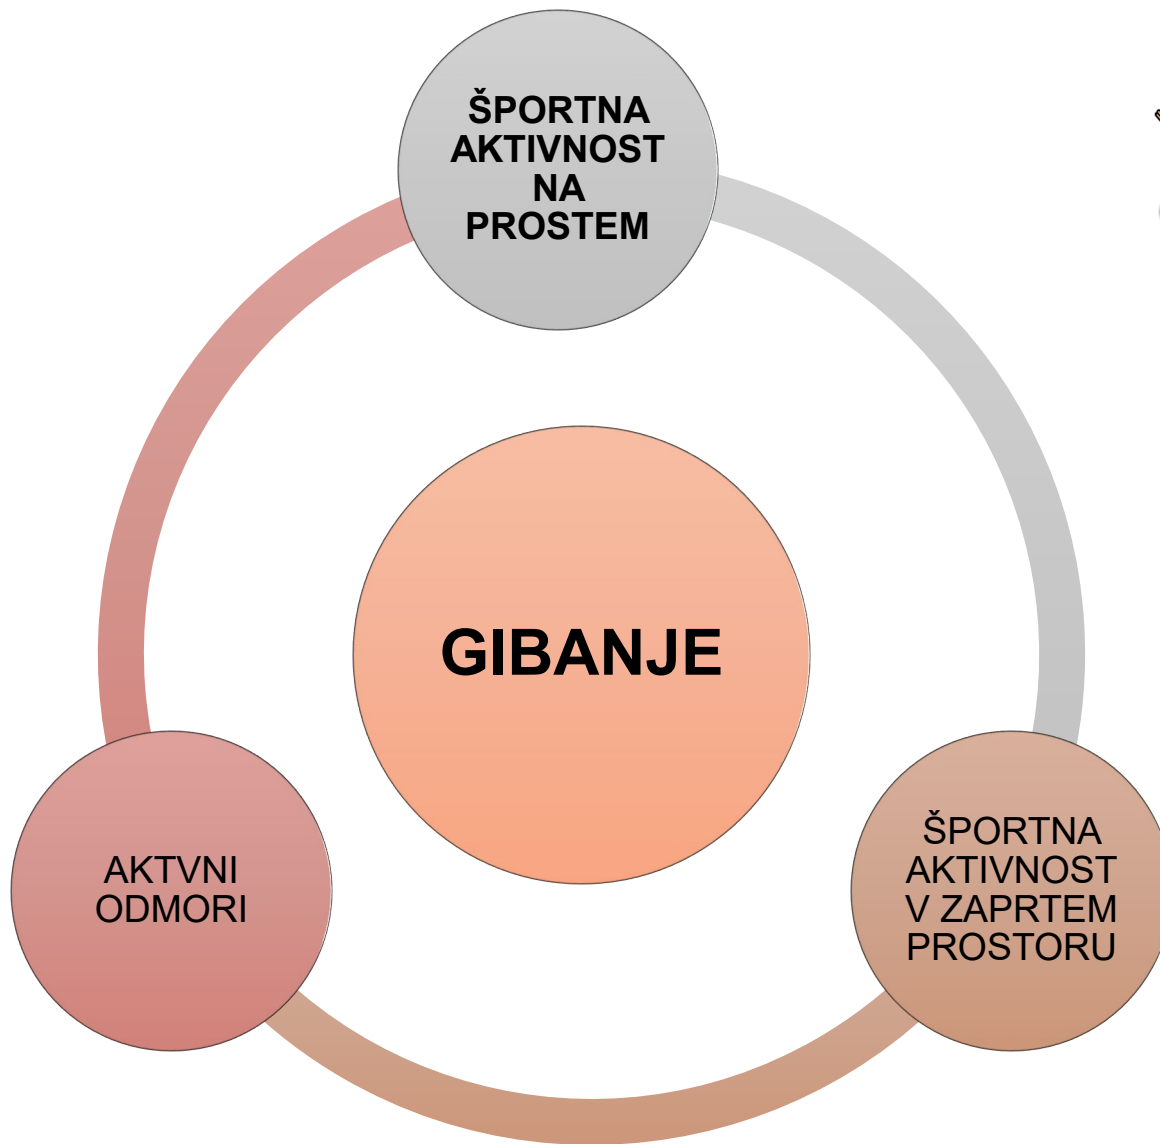 ŠPORTNA
AKTIVNOST
NA
PROSTEM
GIBANJE
AKTVNI
ODMORI
ŠPORTNA
AKTIVNOST
V ZAPRTEM
PROSTORU